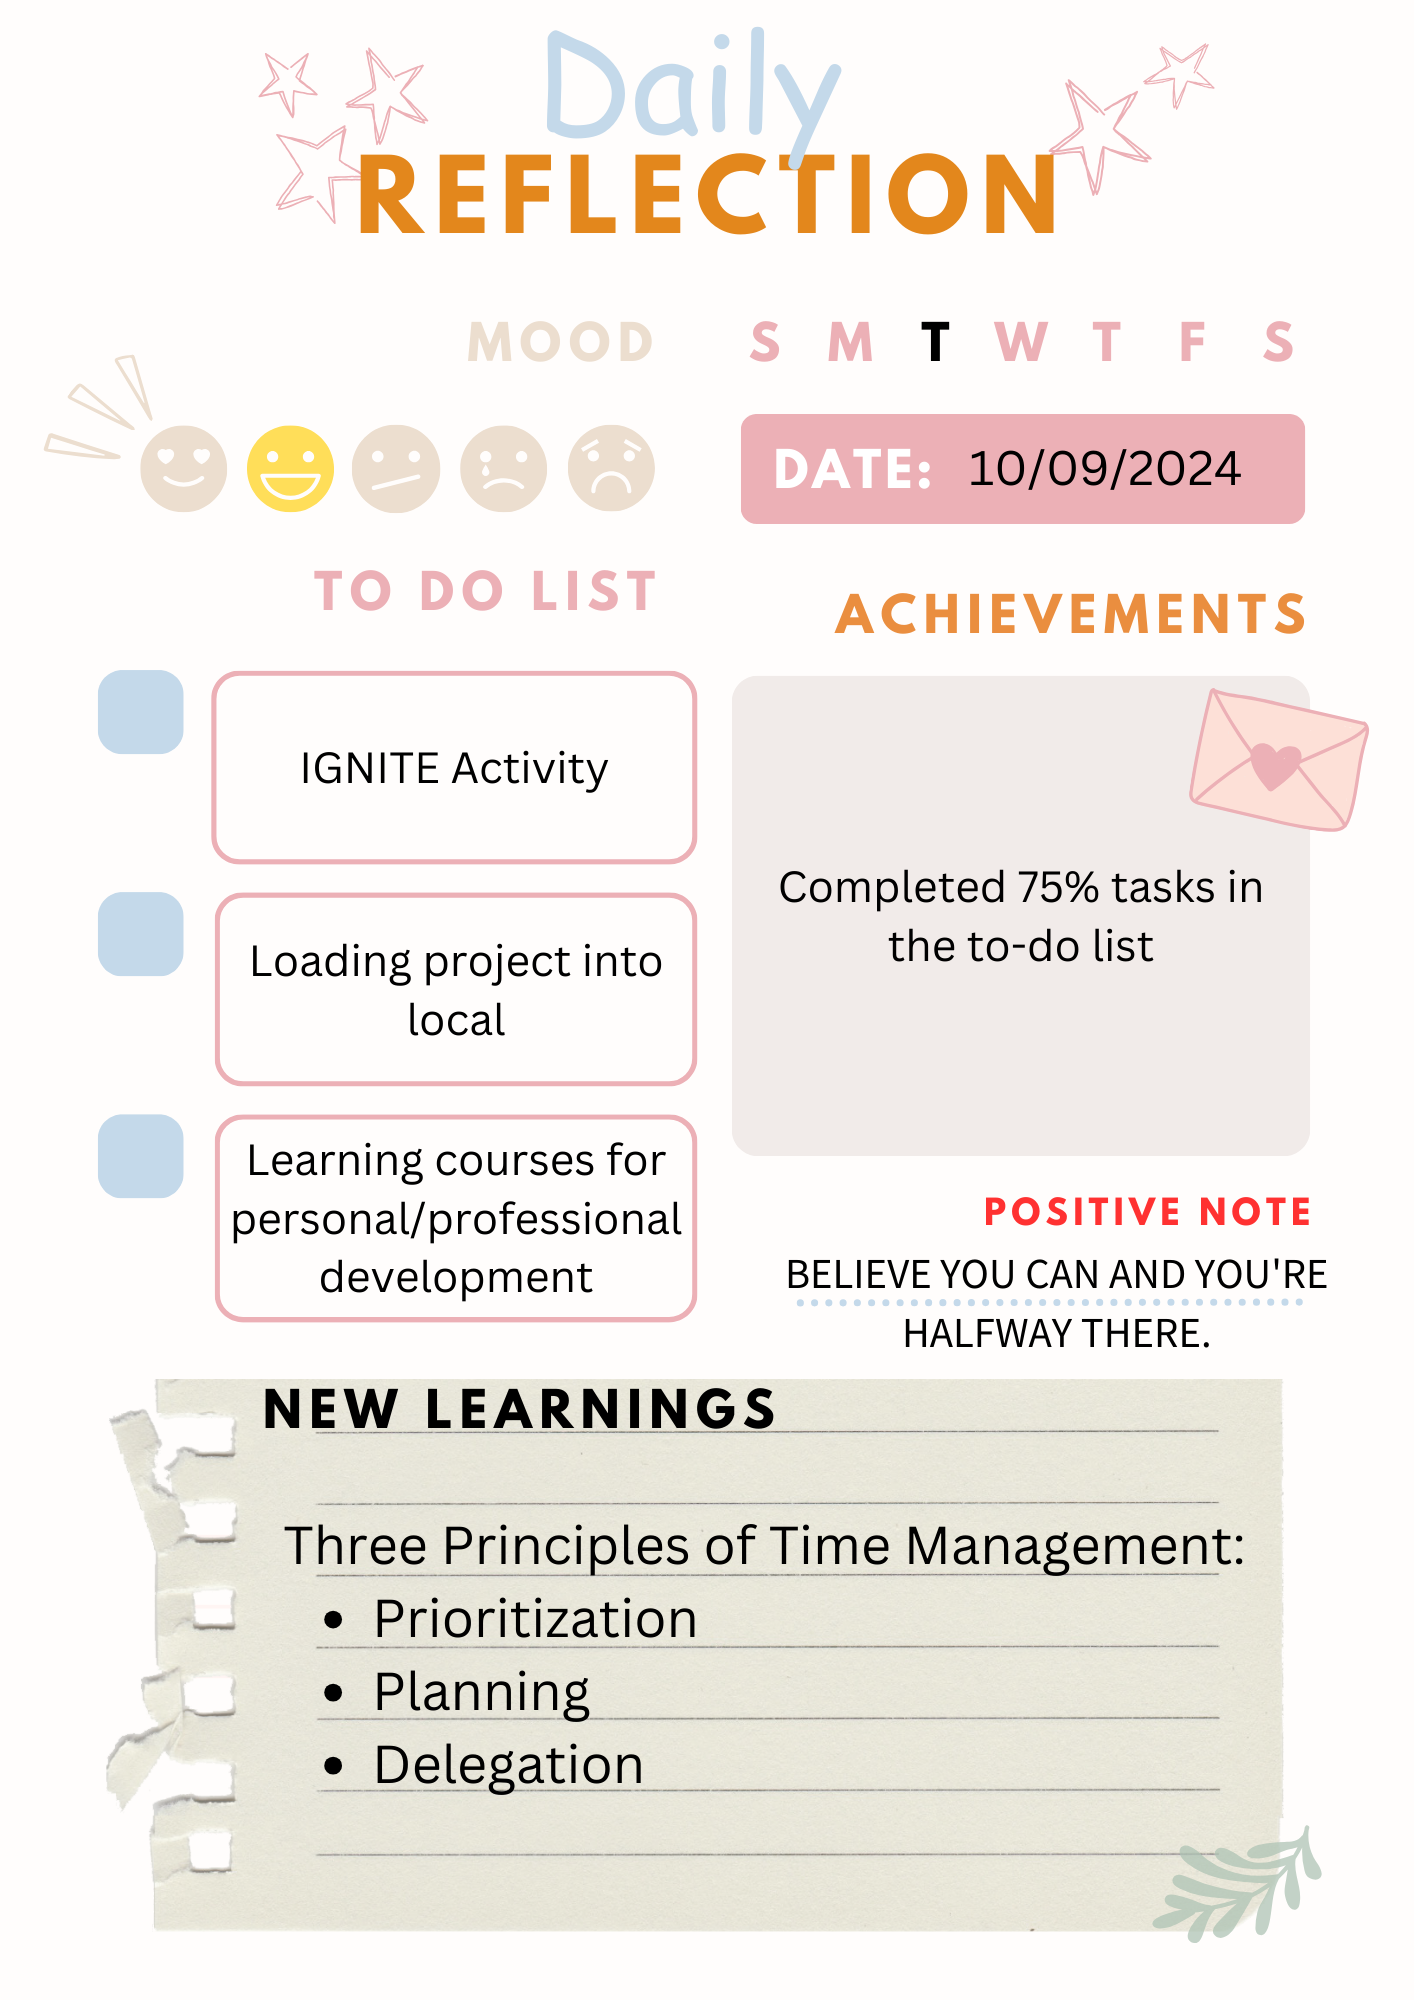 Daily
REFLECTION
MOOD
S M T W T F S
DATE: 10/09/2024
TO DO LIST
IGNITE Activity
Loading project into
local
Learning courses for
personal/professional
development
ACHIEVEMENTS
Completed 75% tasks in
the to-do list
POSITIVE NOTE
BELIEVE YOU CAN AND YOU'RE
HALFWAY THERE.
NEW LEARNINGS
Three Principles of Time Management:
• Prioritization
• Planning
• Delegation